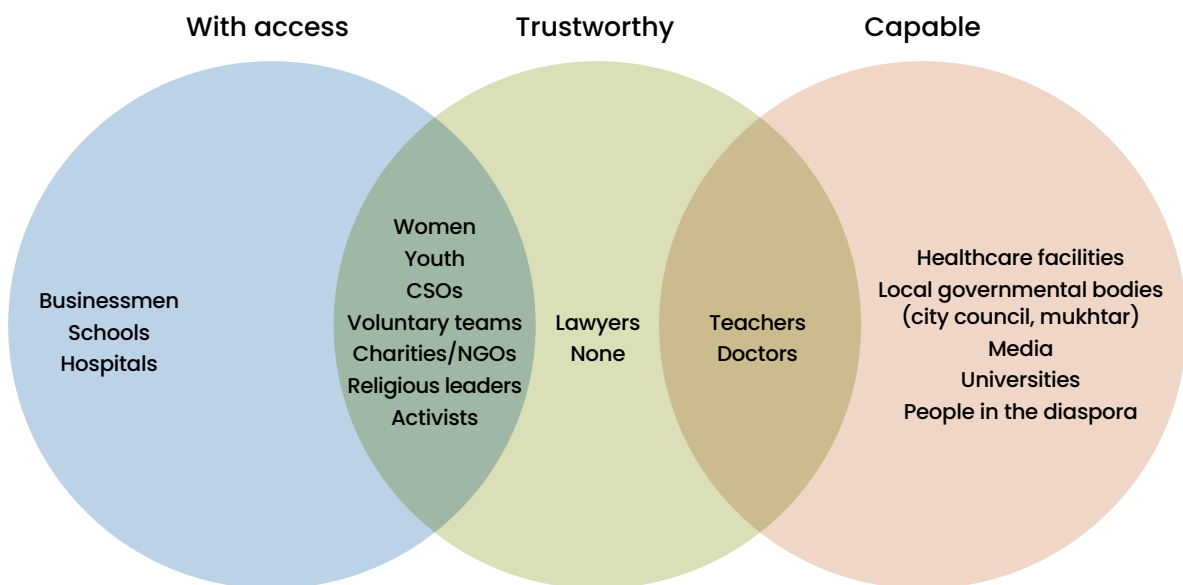 With access
Trustworthy
Capable
Businessmen
Schools
Hospitals
Women
Youth
CSOs
Voluntary teams
Charities/NGOs
Religious leaders
Activists
Lawyers
None
Teachers
Doctors
Healthcare facilities
Local governmental bodies
(city council, mukhtar)
Media
Universities
People in the diaspora